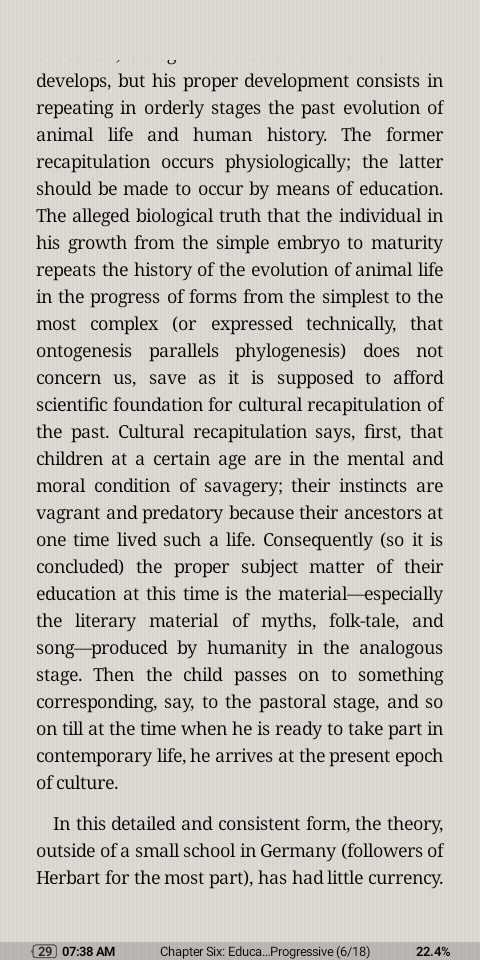 develops, but his proper development consists in
repeating in orderly stages the past evolution of
animal life and human history. The former
recapitulation occurs physiologically; the latter
should be made to occur by means of education.
The alleged biological truth that the individual in
his growth from the simple embryo to maturity
repeats the history of the evolution of animal life
in the progress of forms from the simplest to the
most complex (or expressed technically, that
ontogenesis parallels phylogenesis) does not
concern us, save as it is supposed to afford
scientific foundation for cultural recapitulation of
the past. Cultural recapitulation says, first, that
children at a certain age are in the mental and
moral condition of savagery; their instincts are
vagrant and predatory because their ancestors at
one time lived such a life. Consequently (so it is
concluded) the proper subject matter of their
education at this time is the material—especially
the literary material of myths, folk-tale, and
song—produced by humanity in the analogous
stage. Then the child passes on to something
corresponding, say, to the pastoral stage, and so
on till at the time when he is ready to take part in
contemporary life, he arrives at the present epoch
of culture.
In this detailed and consistent form, the theory,
outside of a small school in Germany (followers of
Herbart for the most part), has had little currency.
29 07:38 AM Chapter Six: Educa...Progressive (6/18) 22.4%